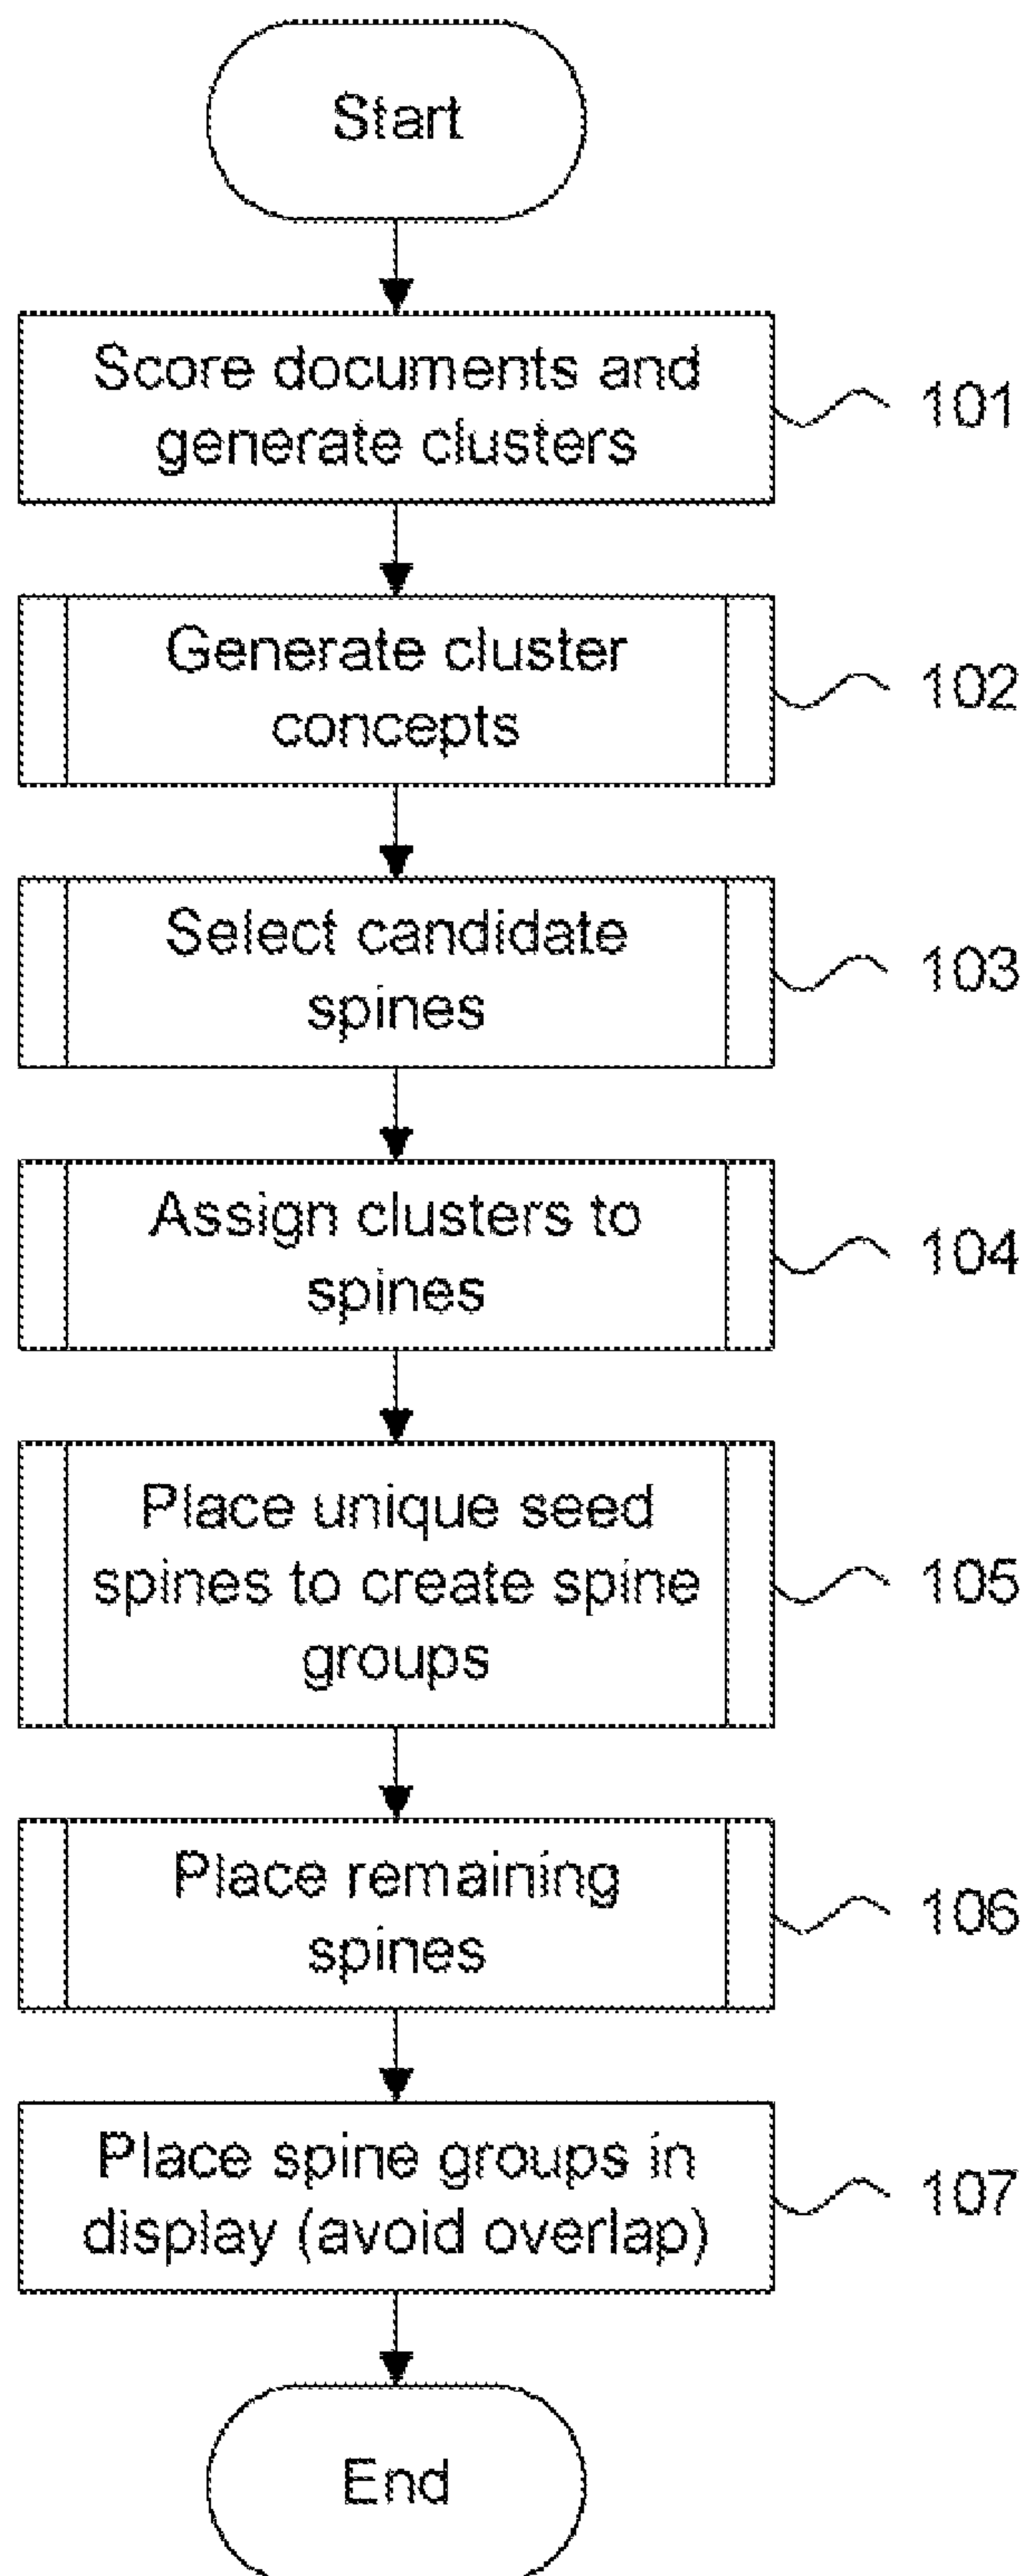 Start
Score documents and
generate clusters
101
Generate cluster
concepts
102
Select candidate
spines
103
Assign clusters to
spines
104
Place unique seed
spines to create spine
groups
105
Place remaining
spines
106
Place spine groups in
display (avoid overlap)
107
End